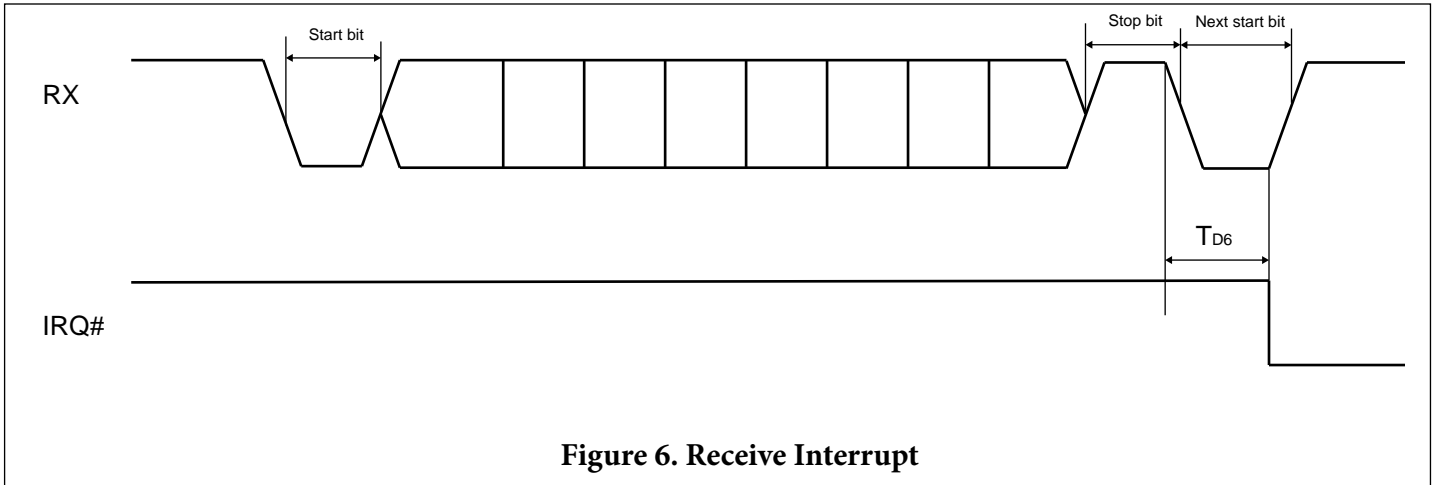 Start bit
Stop bit
Next start bit
RX
TD6
IRQ#
Figure 6. Receive Interrupt